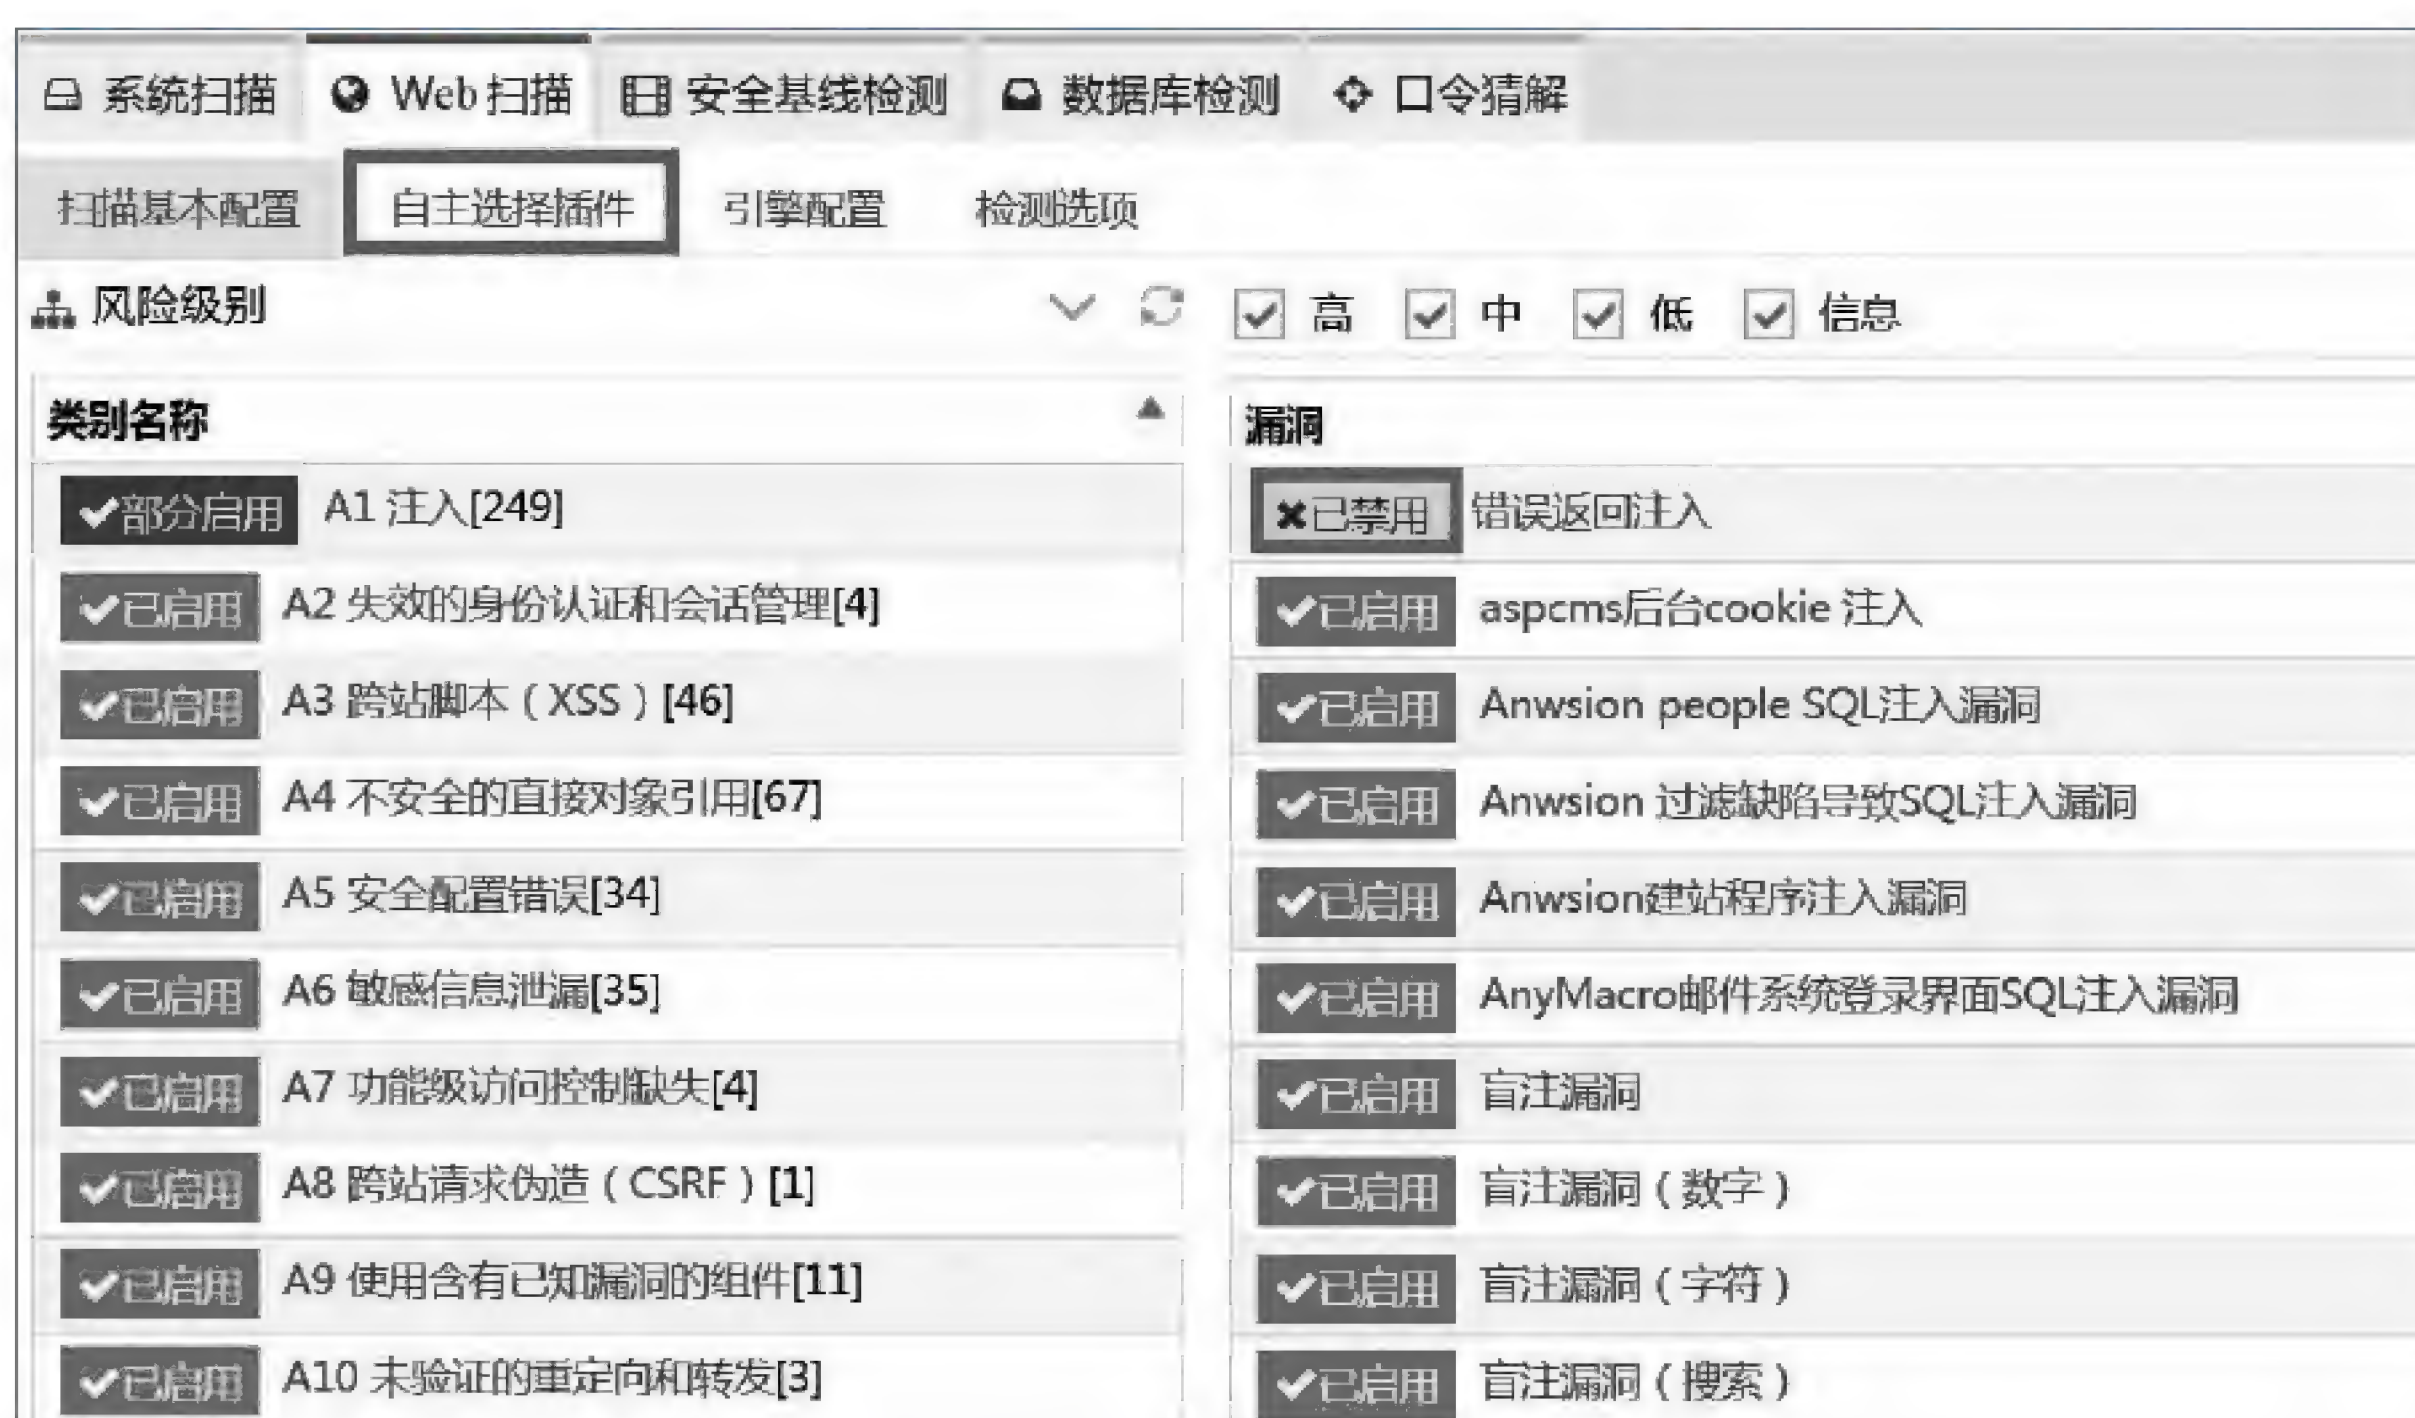 系统扫描 Web 扫描 安全基线检测 数据库检测 口令猜解
扫描基本配置 自主选择插件 引擎配置 检测选项
风险级别
高 中 低 信息
类别名称
部分启用 A1 注入[249]
已启用 A2 失效的身份认证和会话管理[4]
已启用 A3 跨站脚本（XSS）[46]
已启用 A4 不安全的直接对象引用[67]
已启用 A5 安全配置错误[34]
已启用 A6 敏感信息泄漏[35]
已启用 A7 功能级访问控制缺失[4]
已启用 A8 跨站请求伪造（CSRF）[1]
已启用 A9 使用含有已知漏洞的组件[11]
已启用 A10 未验证的重定向和转发[3]
漏洞
已禁用 错误返回注入
已启用 aspcms后台cookie 注入
已启用 Anwsion people SQL注入漏洞
已启用 Anwsion 过滤缺陷导致SQL注入漏洞
已启用 Anwsion建站程序注入漏洞
已启用 AnyMacro邮件系统登录界面SQL注入漏洞
已启用 盲注漏洞
已启用 盲注漏洞（数字）
已启用 盲注漏洞（字符）
已启用 盲注漏洞（搜索）